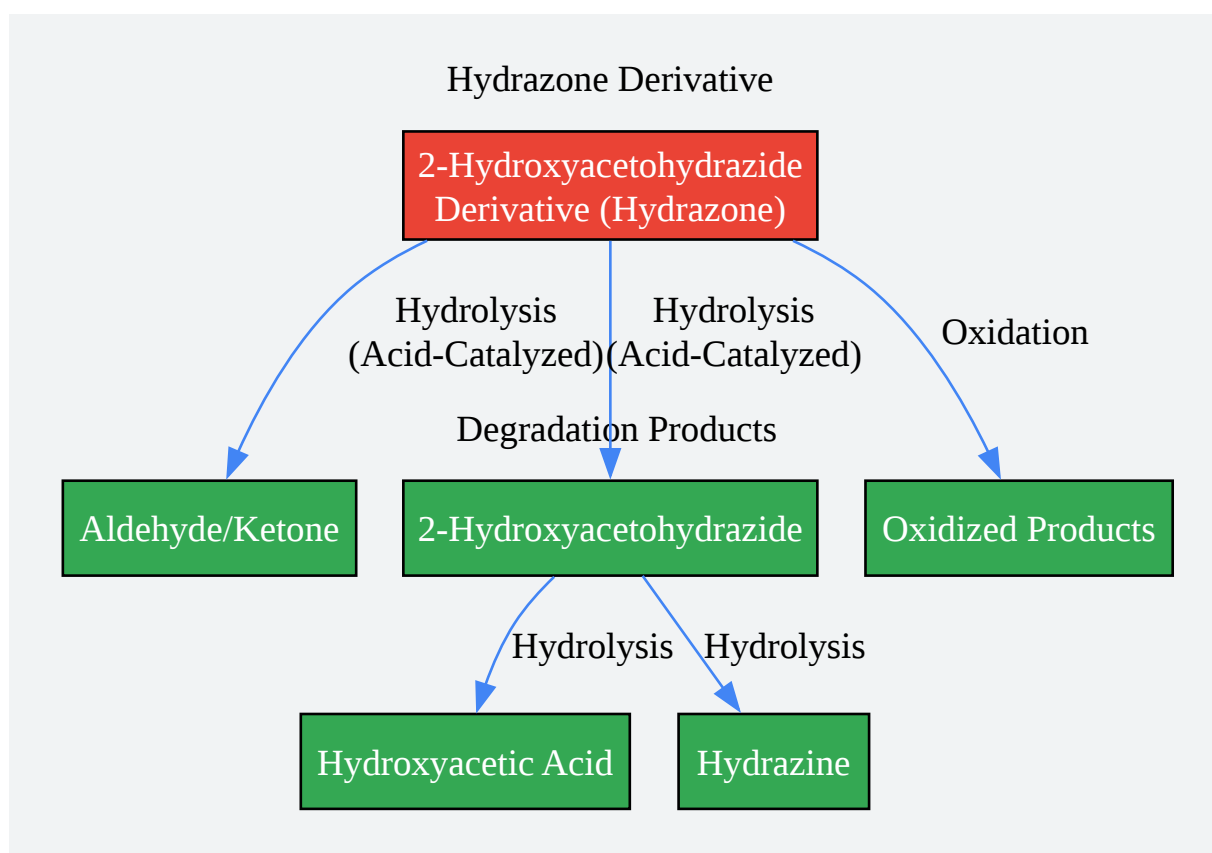 Hydrazone Derivative
2-Hydroxyacetohydrazide
Derivative (Hydrazone)
Hydrolysis
(Acid-Catalyzed)
Hydrolysis
(Acid-Catalyzed)
Oxidation
Degradation Products
Aldehyde/Ketone
2-Hydroxyacetohydrazide
Oxidized Products
Hydrolysis
Hydrolysis
Hydroxyacetic Acid
Hydrazine